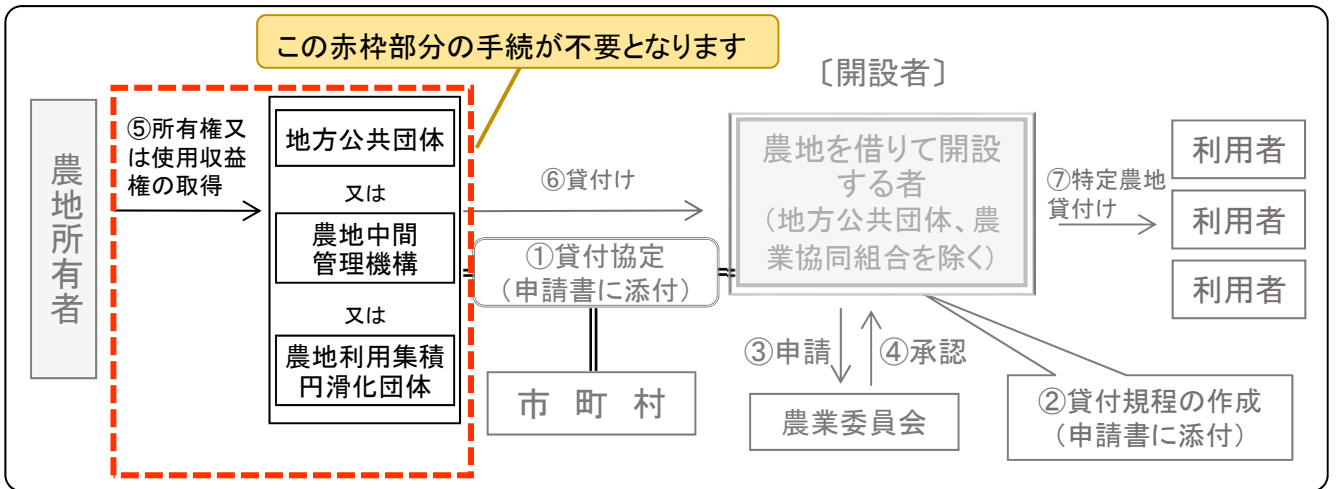 この赤枠部分の手続が不要となります
〔開設者〕
農地所有者
⑤所有権又
は使用収益
権の取得
地方公共団体
又は
農地中間
管理機構
又は
農地利用集積
円滑化団体
⑥貸付け
①貸付協定
（申請書に添付）
市町村
農地を借りて開設
する者
（地方公共団体、農
業協同組合を除く）
③申請
④承認
農業委員会
②貸付規程の作成
（申請書に添付）
⑦特定農地
貸付け
利用者
利用者
利用者